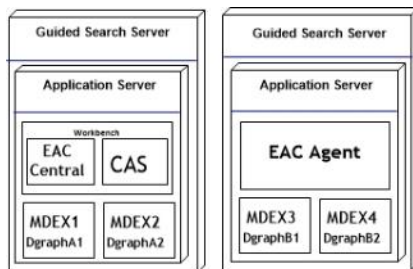 Guided Search Server
Application Server
Workbench
EAC
Central
CAS
MDEX1
DgraphA1
MDEX2
DgraphA2
Guided Search Server
Application Server
EAC Agent
MDEX3
DgraphB1
MDEX4
DgraphB2